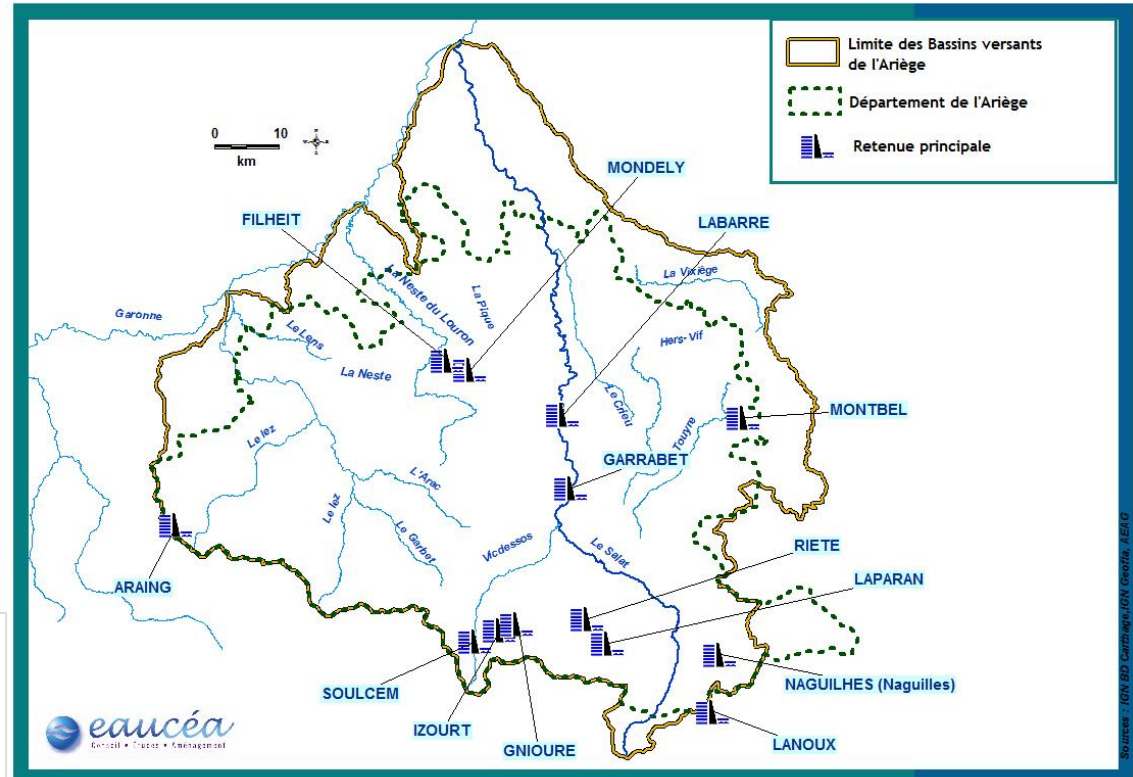 Limite des Bassins versants
de l'Ariège
Département de l'Ariège
Retenue principale
0 10
km
MONDELY
FILHEIT
LABARRE
La Vixiège
La Neste du Louron
La Pique
Garonne
Le Lens
Hers-Vif
La Neste
Le Crieu
MONTBEL
Touyre
Le lez
GARRABET
L'Arac
Le lez
Le Garbet
Vicdessos
Le Salat
RIETE
ARAING
LAPARAN
SOULCEM
NAGUILHES (Naguilles)
IZOURT
GNIOURE
LANOUX
eaucéa
Conseil • Etudes • Aménagement
Sources : IGN BD Carthage, IGN Geofla, AEAG